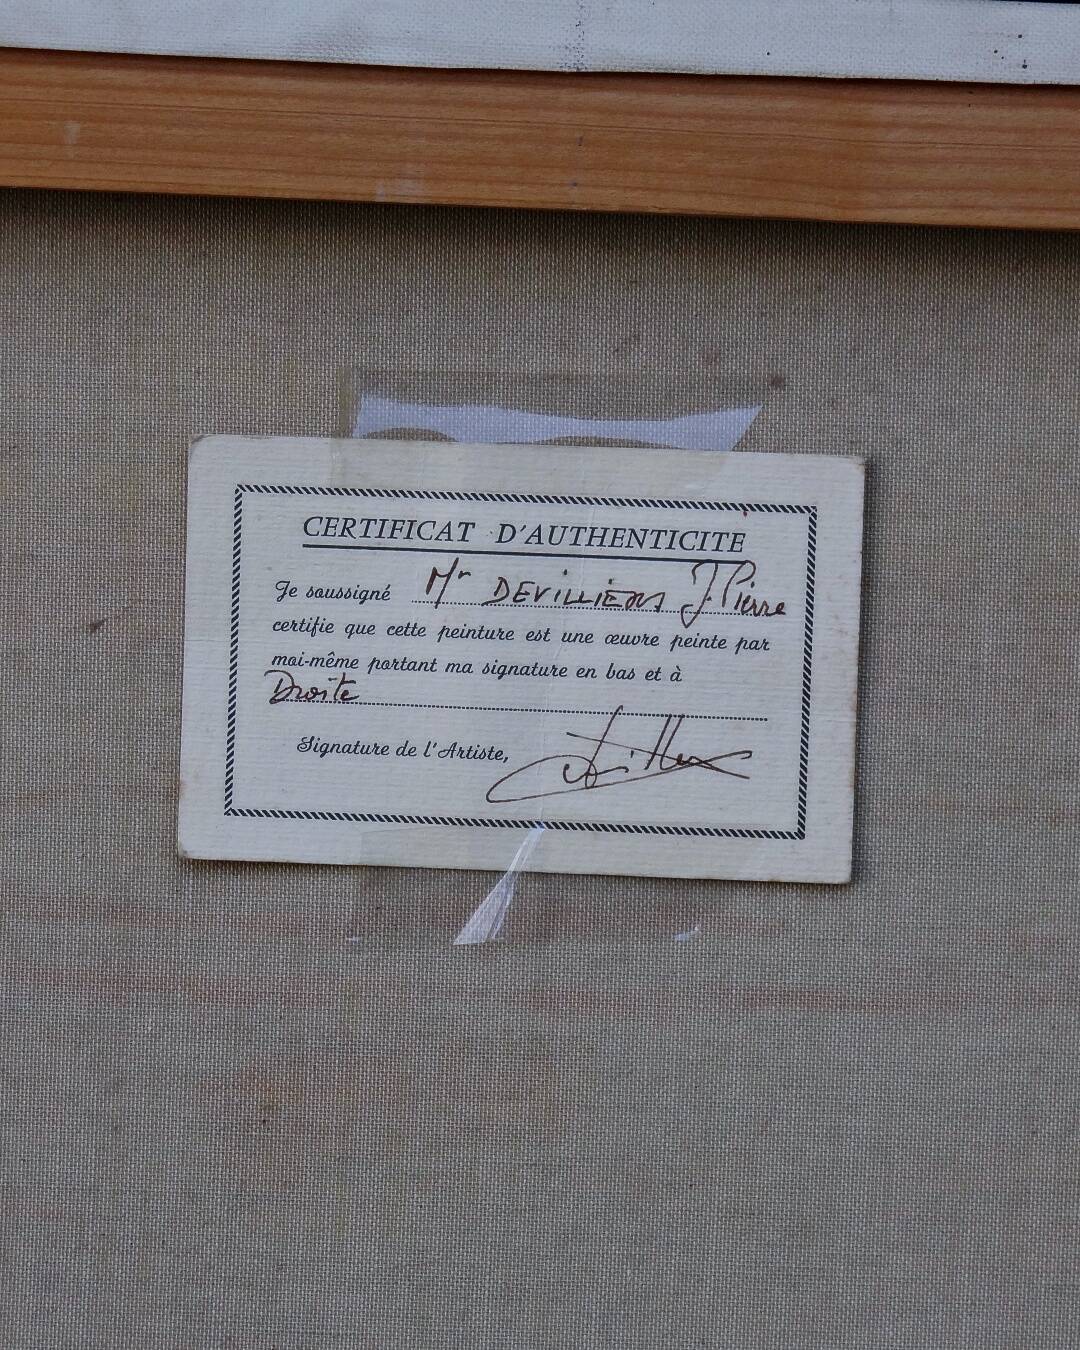 CERTIFICAT D'AUTHENTICITE
Je soussigné Mr DEVILLIERS J. Pierre
certifie que cette peinture est une œuvre peinte par
moi-même portant ma signature en bas et à
Droite
Signature de l'Artiste,